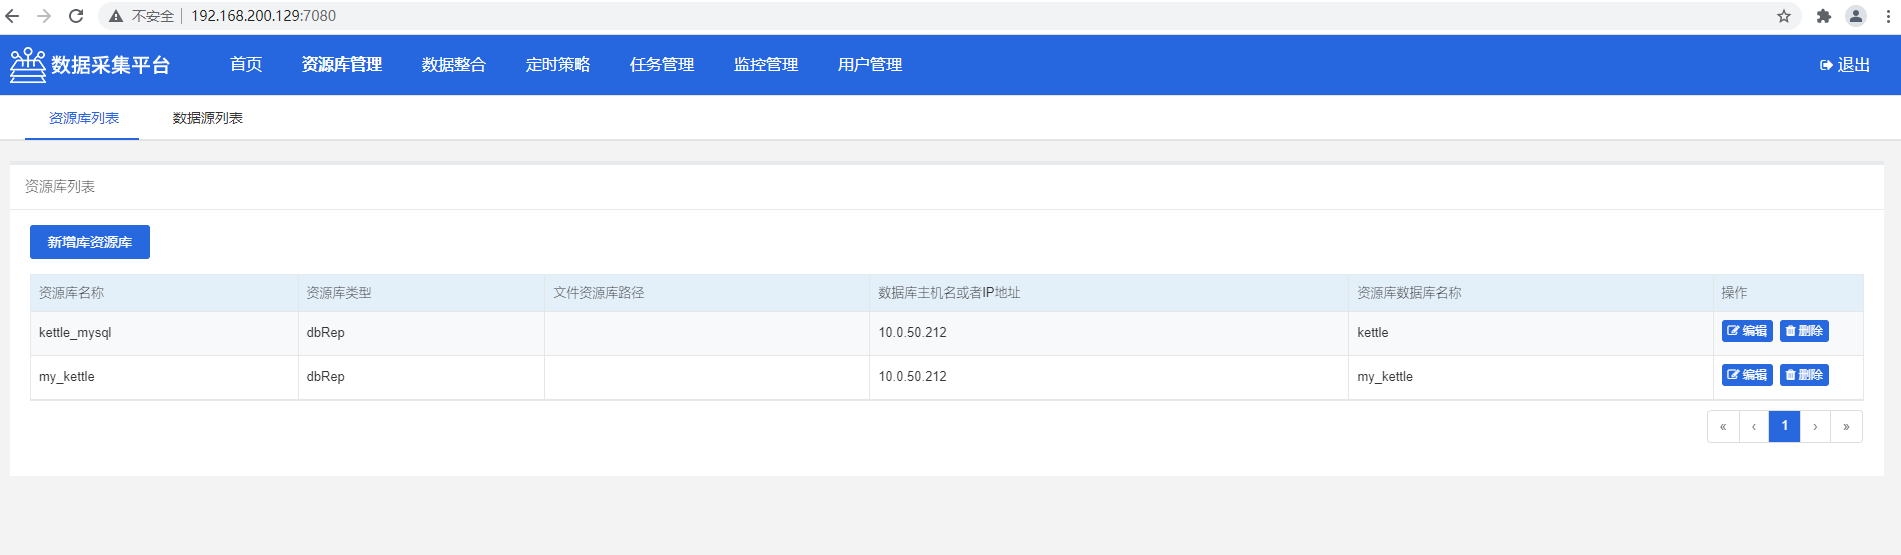 不安全 192.168.200.129:7080
数据采集平台 首页 资源库管理 数据整合 定时策略 任务管理 监控管理 用户管理 退出
资源库列表 数据源列表
资源库列表
新增库资源库
资源库名称 资源库类型 文件资源库路径 数据库主机名或者IP地址 资源库数据库名称 操作
kettle_mysql dbRep 10.0.50.212 kettle 编辑 删除
my_kettle dbRep 10.0.50.212 my_kettle 编辑 删除
« ‹ 1 › »